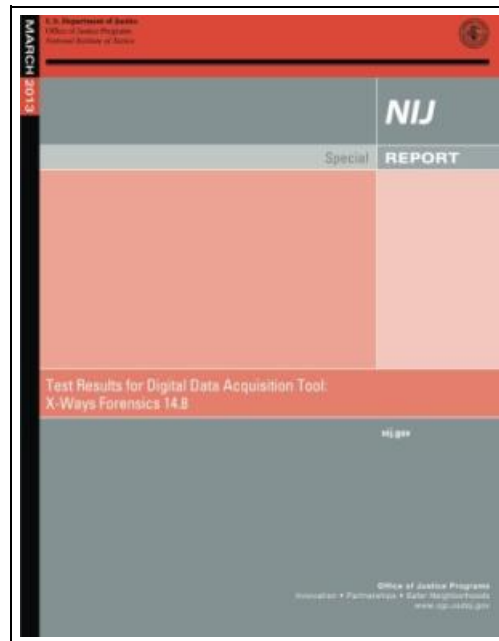 U.S. Department of Justice
Office of Justice Programs
National Institute of Justice
MARCH 2013
NIJ
Special REPORT
Test Results for Digital Data Acquisition Tool:
X-Ways Forensics 14.8
nij.gov
Office of Justice Programs
Innovation • Partnerships • Safer Neighborhoods
www.ojp.usdoj.gov